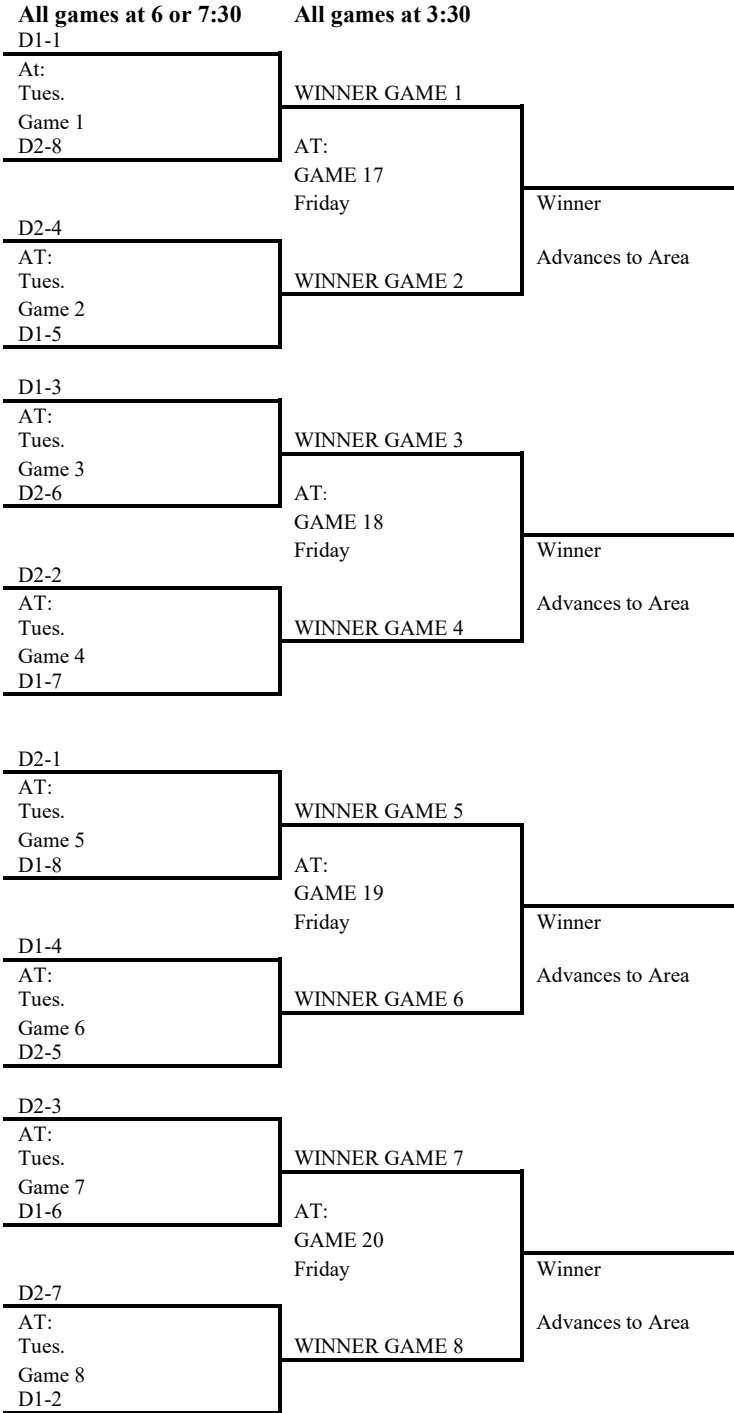 All games at 6 or 7:30 All games at 3:30
D1-1
At:
Tues. WINNER GAME 1
Game 1
D2-8 AT:
GAME 17
Friday Winner
D2-4
AT: Advances to Area
Tues. WINNER GAME 2
Game 2
D1-5
D1-3
AT:
Tues. WINNER GAME 3
Game 3
D2-6 AT:
GAME 18
Friday Winner
D2-2
AT: Advances to Area
Tues. WINNER GAME 4
Game 4
D1-7
D2-1
AT:
Tues. WINNER GAME 5
Game 5
D1-8 AT:
GAME 19
Friday Winner
D1-4
AT: Advances to Area
Tues. WINNER GAME 6
Game 6
D2-5
D2-3
AT:
Tues. WINNER GAME 7
Game 7
D1-6 AT:
GAME 20
Friday Winner
D2-7
AT: Advances to Area
Tues. WINNER GAME 8
Game 8
D1-2